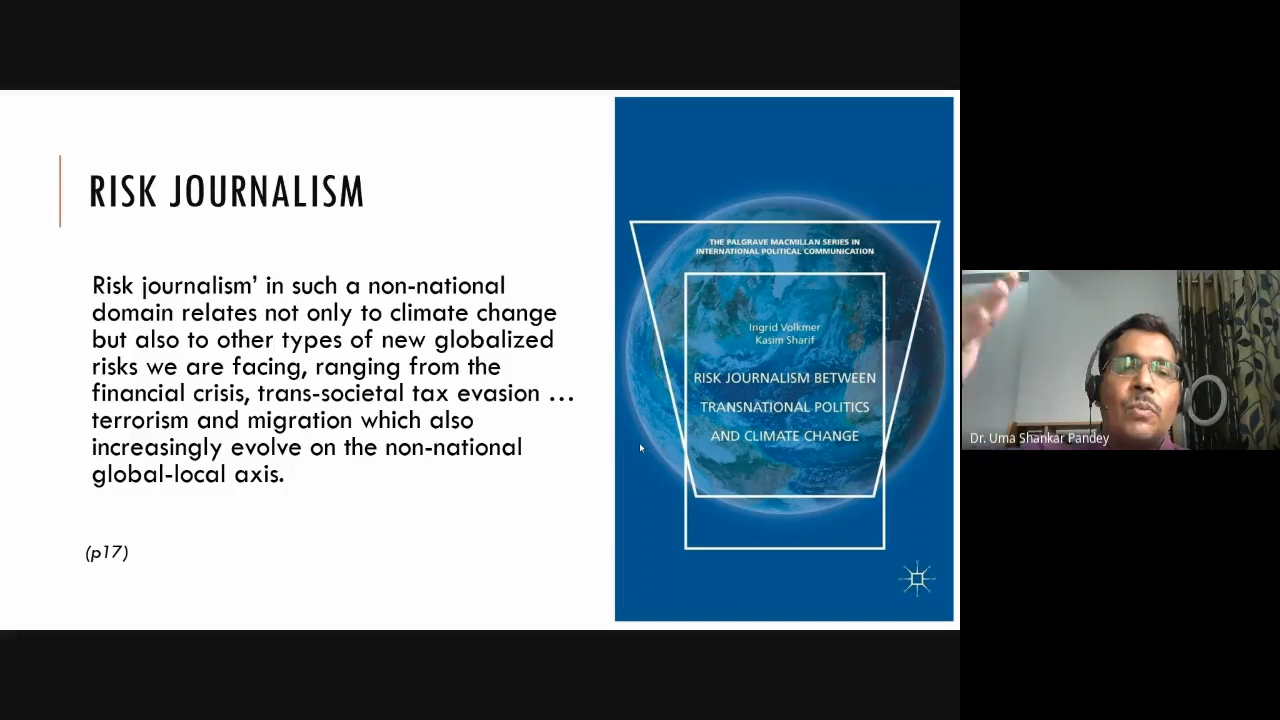 RISK JOURNALISM
Risk journalism’ in such a non-national
domain relates not only to climate change
but also to other types of new globalized
risks we are facing, ranging from the
financial crisis, trans-societal tax evasion …
terrorism and migration which also
increasingly evolve on the non-national
global-local axis.
(p17)
THE PALGRAVE MACMILLAN SERIES IN
INTERNATIONAL POLITICAL COMMUNICATION
Ingrid Volkmer
Kasim Sharif
RISK JOURNALISM BETWEEN
TRANSNATIONAL POLITICS
AND CLIMATE CHANGE
Dr. Uma Shankar Pandey